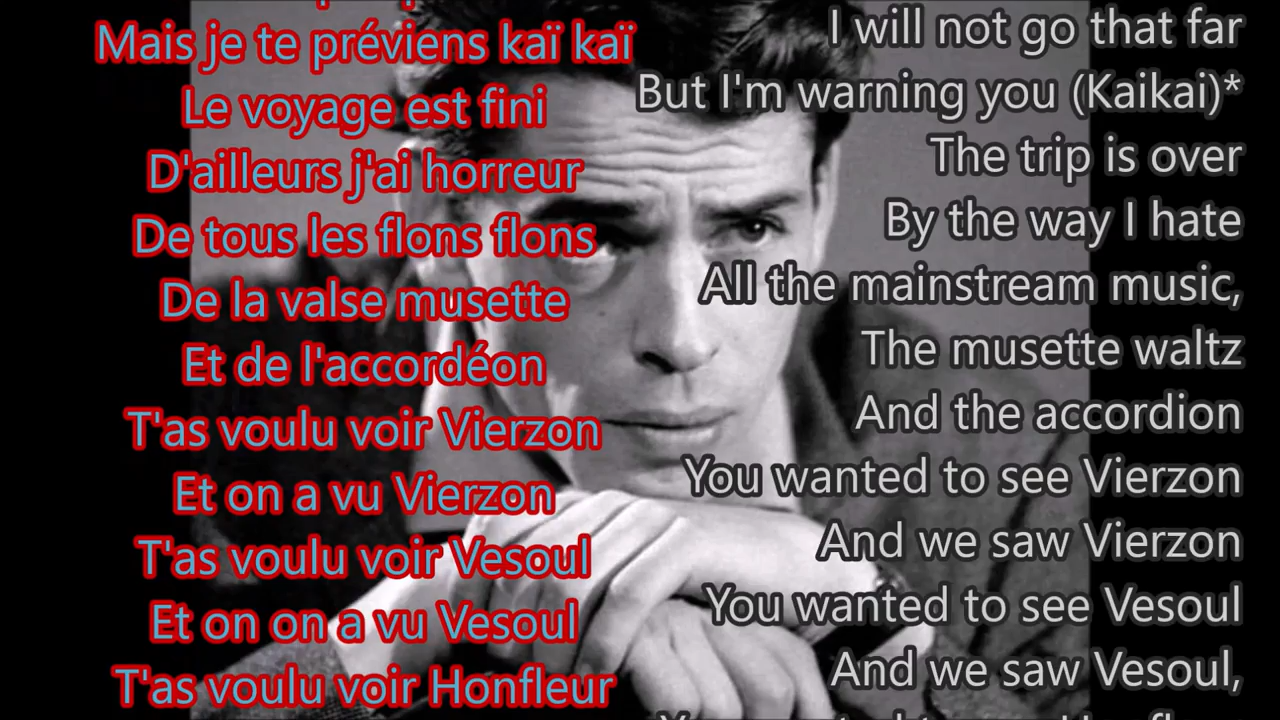 Mais je te préviens kaï kaï
Le voyage est fini
D'ailleurs j'ai horreur
De tous les flons flons
De la valse musette
Et de l'accordéon
T'as voulu voir Vierzon
Et on a vu Vierzon
T'as voulu voir Vesoul
Et on on a vu Vesoul
T'as voulu voir Honfleur
I will not go that far
But I'm warning you (Kaikai)*
The trip is over
By the way I hate
All the mainstream music,
The musette waltz
And the accordion
You wanted to see Vierzon
And we saw Vierzon
You wanted to see Vesoul
And we saw Vesoul,